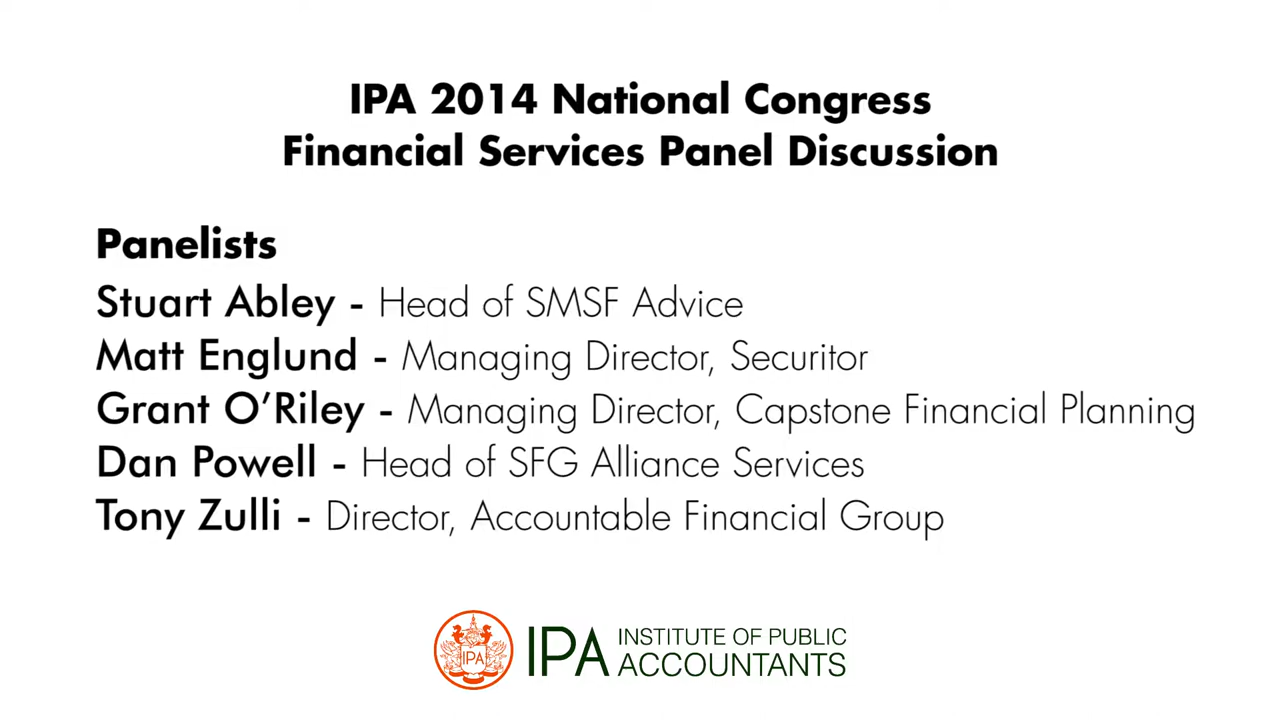 IPA 2014 National Congress
Financial Services Panel Discussion
Panelists
Stuart Abley - Head of SMSF Advice
Matt Englund - Managing Director, Securitor
Grant O’Riley - Managing Director, Capstone Financial Planning
Dan Powell - Head of SFG Alliance Services
Tony Zulli - Director, Accountable Financial Group
IPA
IPA INSTITUTE OF PUBLIC
ACCOUNTANTS